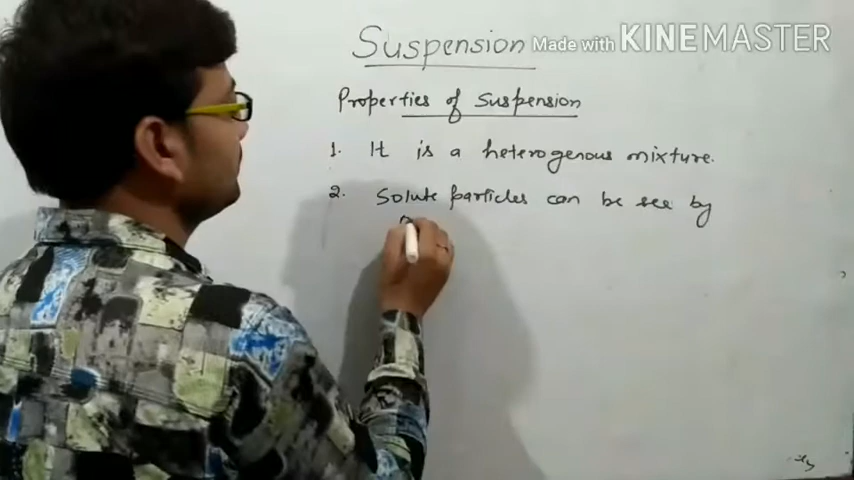 Suspension
Made with KINEMASTER
Properties of Suspension
1. It is a heterogenous mixture.
2. Solute particles can be see by